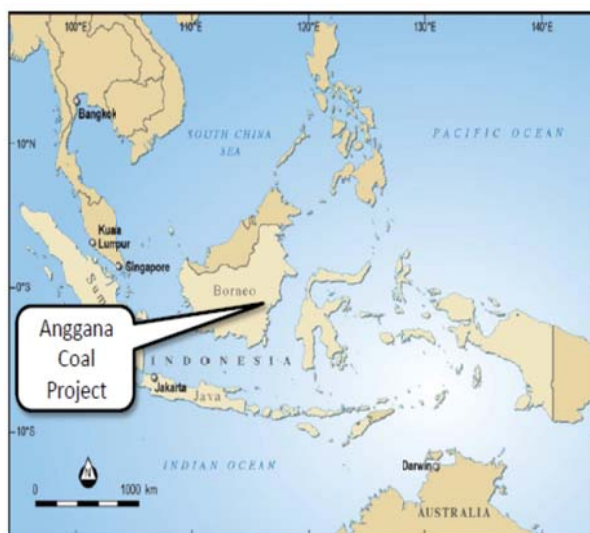 100°E 110°E 120°E 130°E 140°E
Bangkok
SOUTH CHINA
SEA
PACIFIC OCEAN
10°N
Kuala
Lumpur
Singapore
0°S
Sum
Borneo
Anggana
Coal
Project
INDONESIA
Jakarta
Java
10°S
INDIAN OCEAN
Darwin
N
0 1000 km
AUSTRALIA